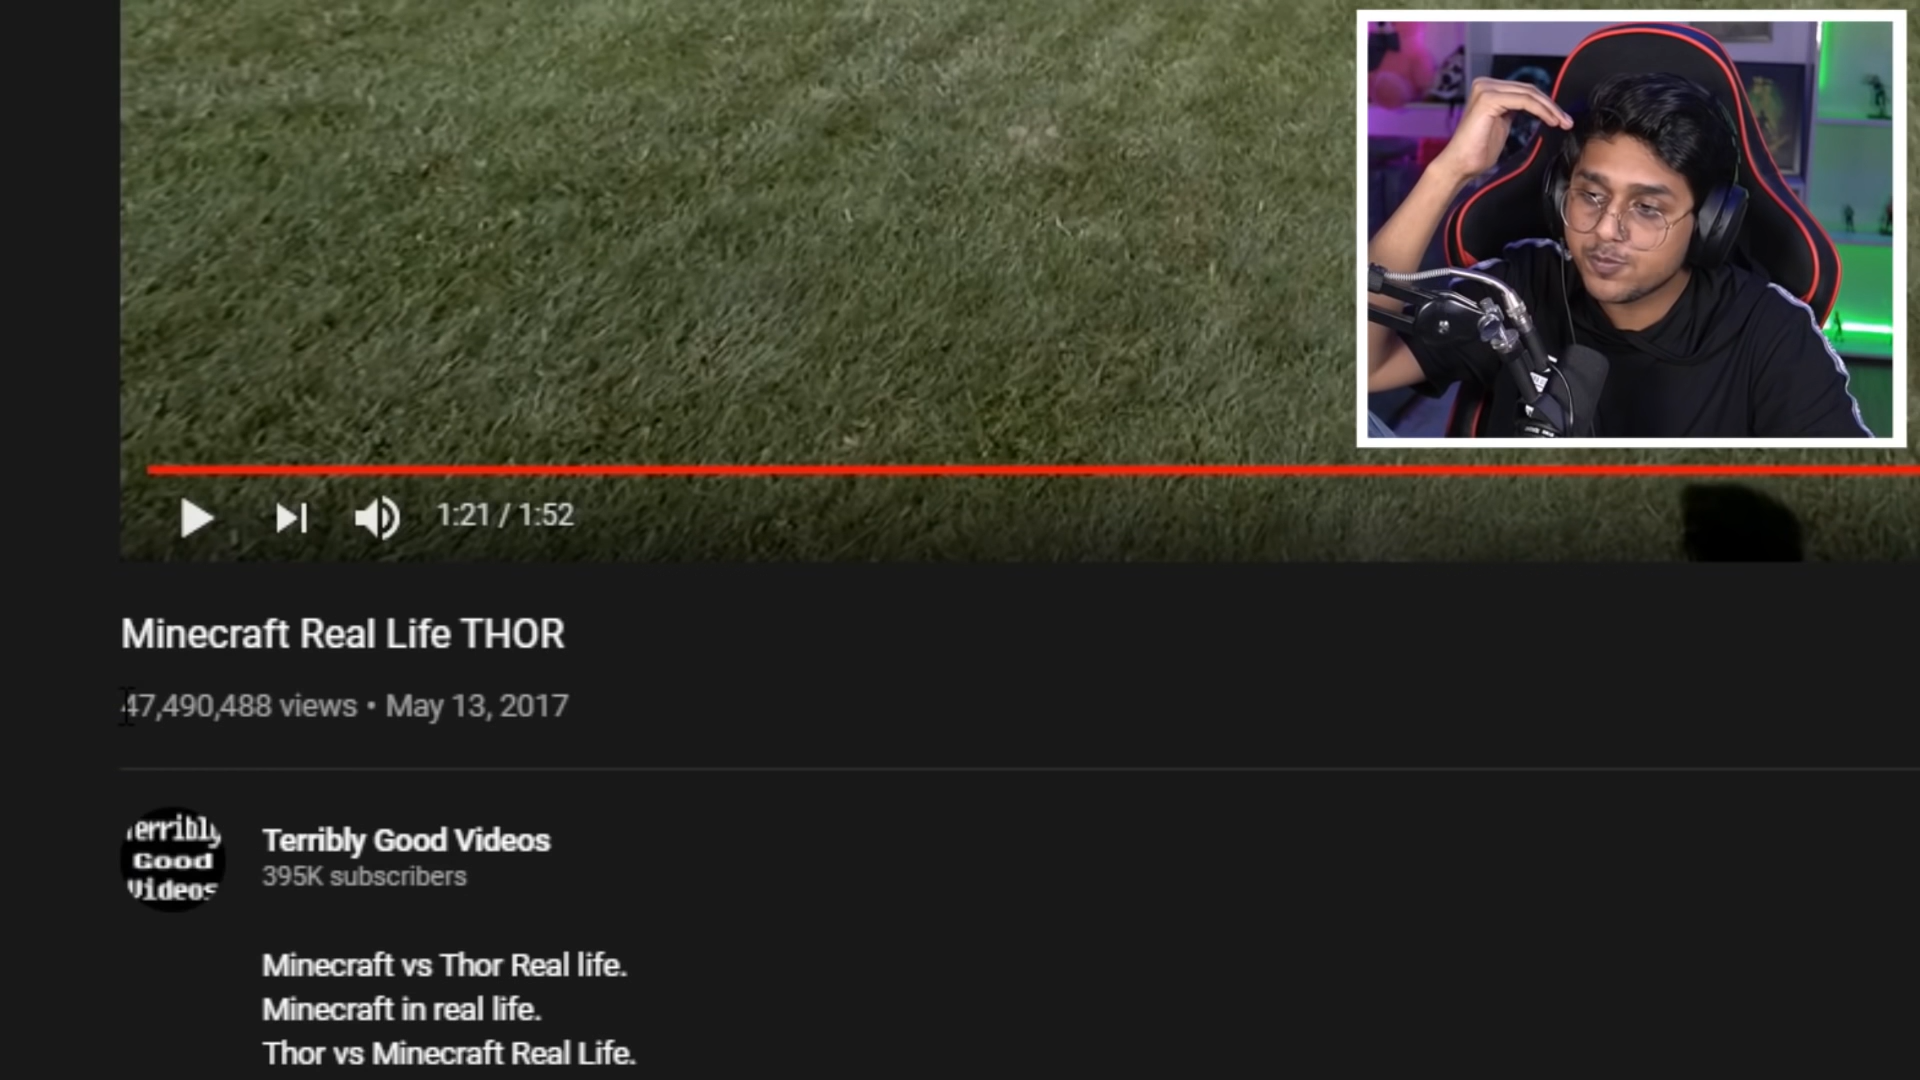 1:21 / 1:52
Minecraft Real Life THOR
47,490,488 views • May 13, 2017
Terribly
Good
Videos
Terribly Good Videos
395K subscribers
Minecraft vs Thor Real life.
Minecraft in real life.
Thor vs Minecraft Real Life.